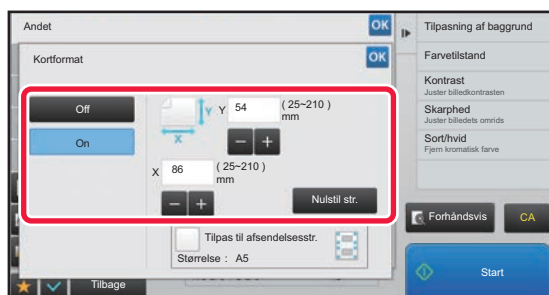 Andet
OK
Kortformat
OK
Off
On
Y
Y 54 ( 25~210 )
mm
X
X 86 ( 25~210 )
mm
Nulstil str.
Tilpas til afsendelsesstr.
Størrelse : A5
Tilbage
Tilpasning af baggrund
Farvetilstand
Kontrast
Juster billedkontrasten
Skarphed
Juster billedets omrids
Sort/hvid
Fjern kromatisk farve
Forhåndsvis
CA
Start